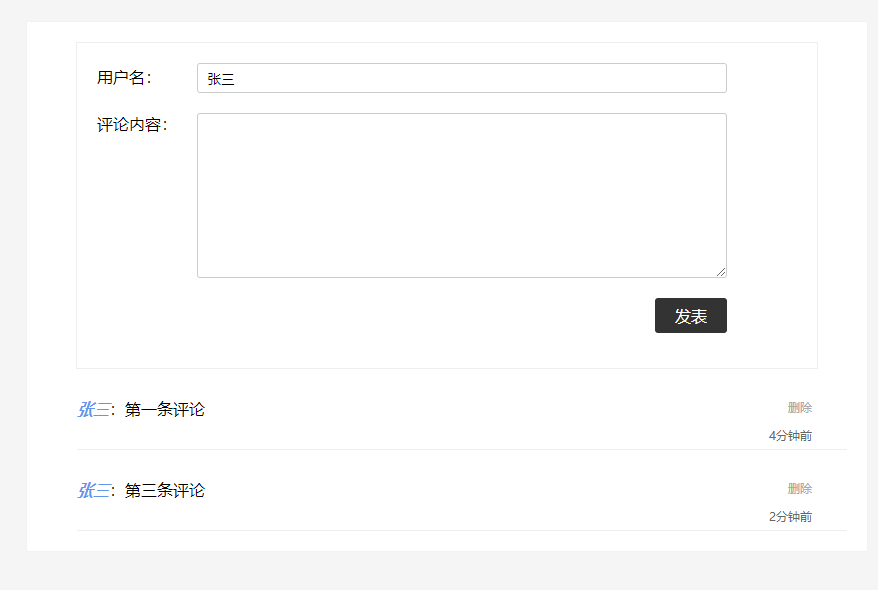 用户名：
张三
评论内容：
发表
张三：第一条评论
删除
4分钟前
张三：第三条评论
删除
2分钟前